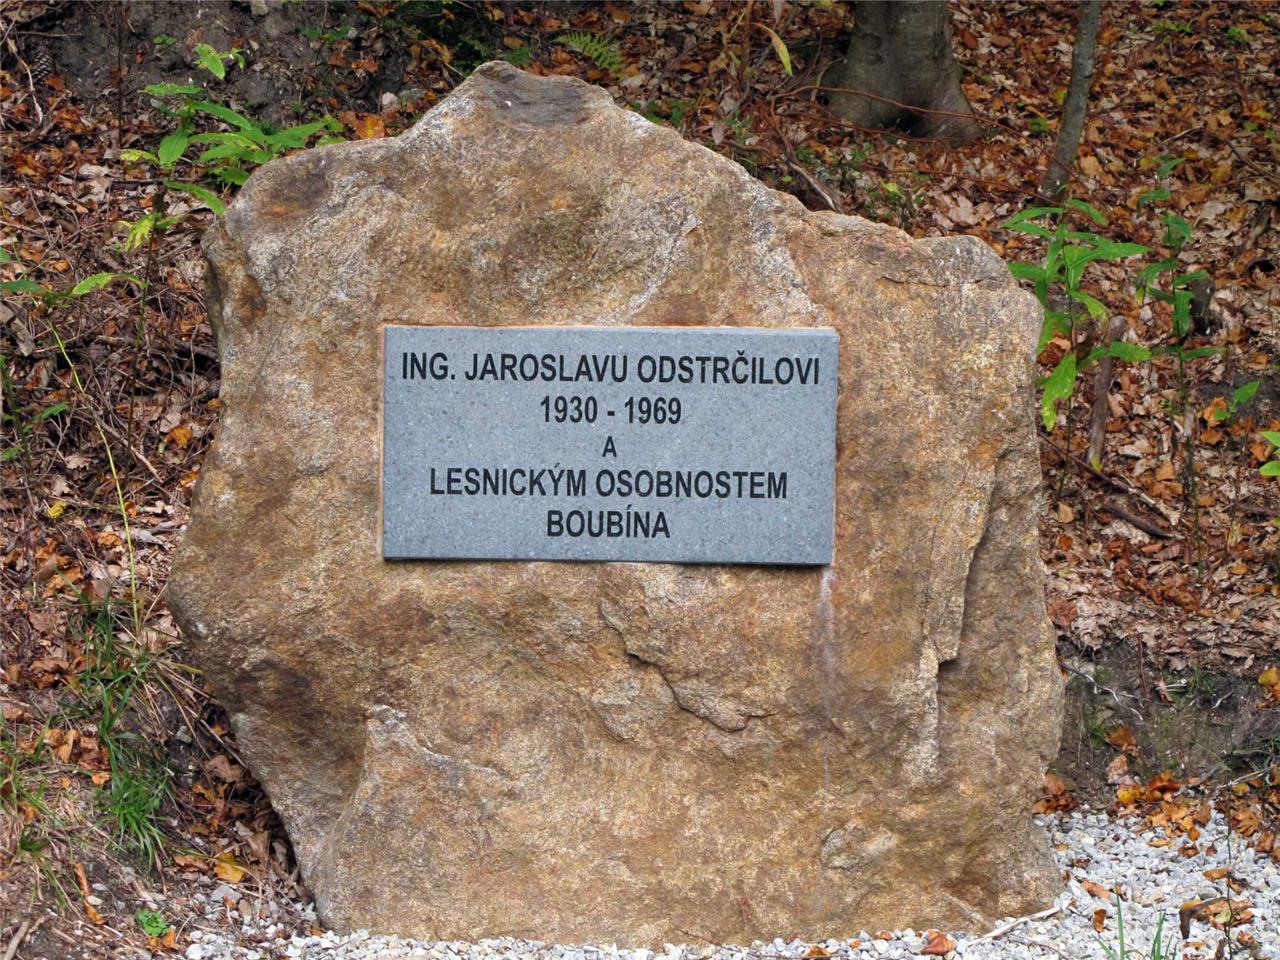 ING. JAROSLAVU ODSTRČILOVI
1930 - 1969
A
LESNICKÝM OSOBNOSTEM
BOUBÍNA